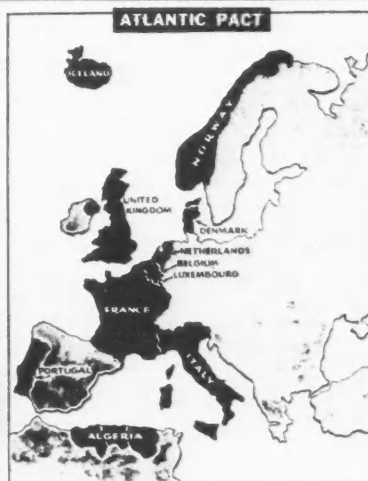 ATLANTIC PACT
ICELAND
NORWAY
UNITED
KINGDOM
DENMARK
NETHERLANDS
BELGIUM
LUXEMBOURG
FRANCE
PORTUGAL
ITALY
ALGERIA